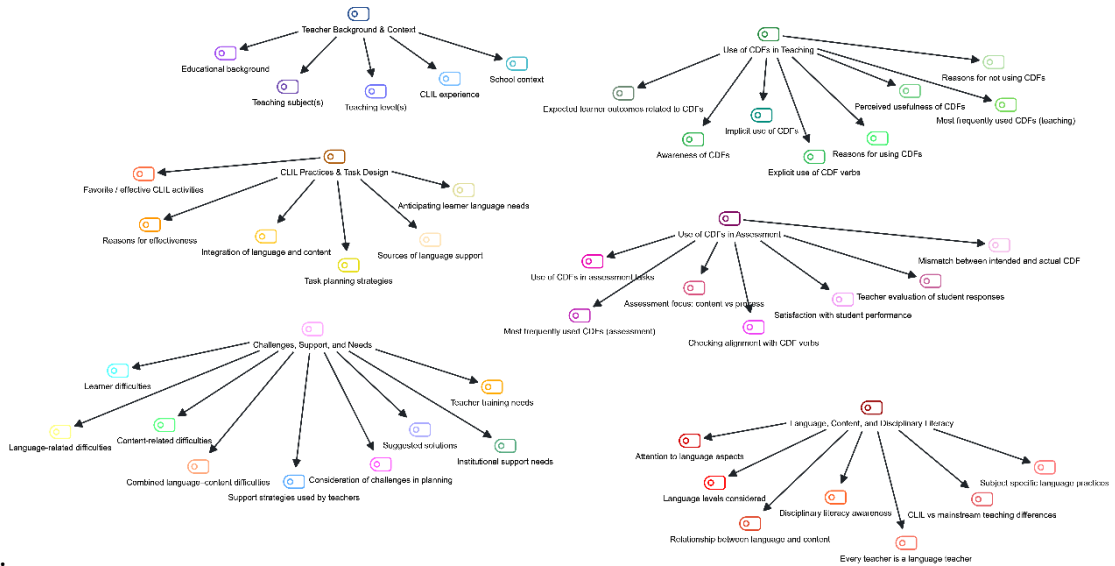 Teacher Background & Context
Educational background
Teaching subject(s)
Teaching level(s)
CLIL experience
School context
Use of CDFs in Teaching
Expected learner outcomes related to CDFs
Awareness of CDFs
Implicit use of CDFs
Explicit use of CDF verbs
Reasons for using CDFs
Perceived usefulness of CDFs
Most frequently used CDFs (teaching)
Reasons for not using CDFs
CLIL Practices & Task Design
Favorite / effective CLIL activities
Reasons for effectiveness
Integration of language and content
Task planning strategies
Sources of language support
Anticipating learner language needs
Use of CDFs in Assessment
Use of CDFs in assessment tasks
Most frequently used CDFs (assessment)
Assessment focus: content vs process
Checking alignment with CDF verbs
Satisfaction with student performance
Teacher evaluation of student responses
Mismatch between intended and actual CDF
Challenges, Support, and Needs
Learner difficulties
Language-related difficulties
Content-related difficulties
Combined language–content difficulties
Support strategies used by teachers
Consideration of challenges in planning
Suggested solutions
Institutional support needs
Teacher training needs
Language, Content, and Disciplinary Literacy
Attention to language aspects
Language levels considered
Relationship between language and content
Disciplinary literacy awareness
Every teacher is a language teacher
CLIL vs mainstream teaching differences
Subject specific language practices
.